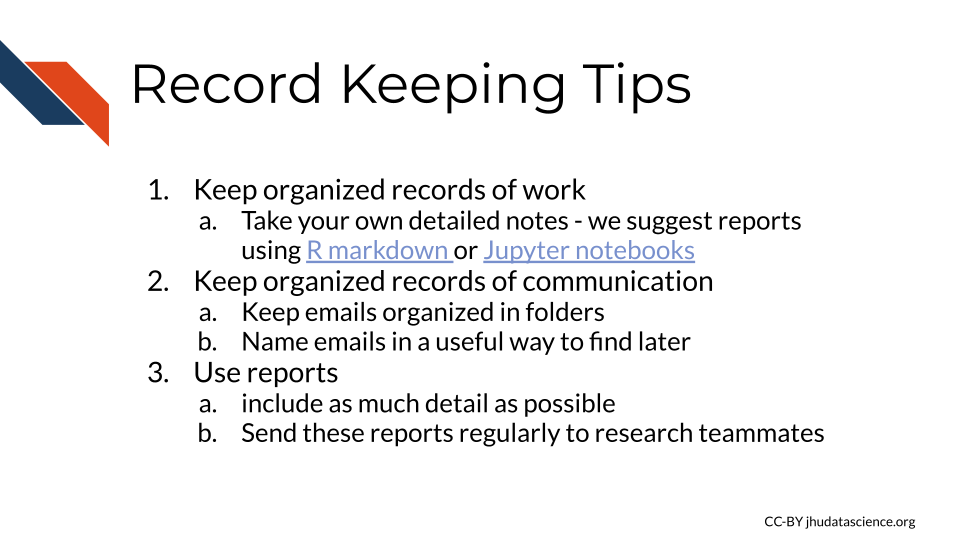 Record Keeping Tips
1. Keep organized records of work
a. Take your own detailed notes - we suggest reports
using R markdown or Jupyter notebooks
2. Keep organized records of communication
a. Keep emails organized in folders
b. Name emails in a useful way to find later
3. Use reports
a. include as much detail as possible
b. Send these reports regularly to research teammates
CC-BY jhudatascience.org